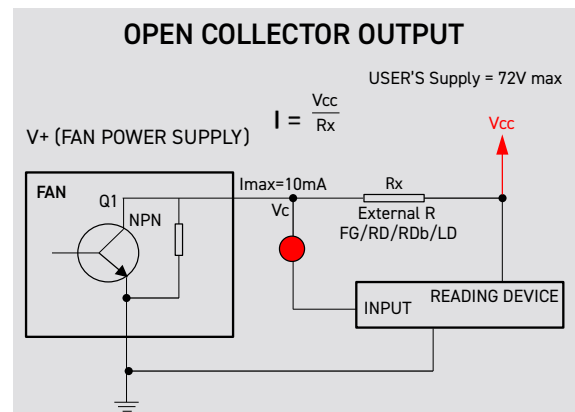 OPEN COLLECTOR OUTPUT
USER'S Supply = 72V max
I = Vcc
Rx
Vcc
V+ (FAN POWER SUPPLY)
FAN
Q1
NPN
Imax=10mA
Rx
Vc
External R
FG/RD/RDb/LD
INPUT
READING DEVICE